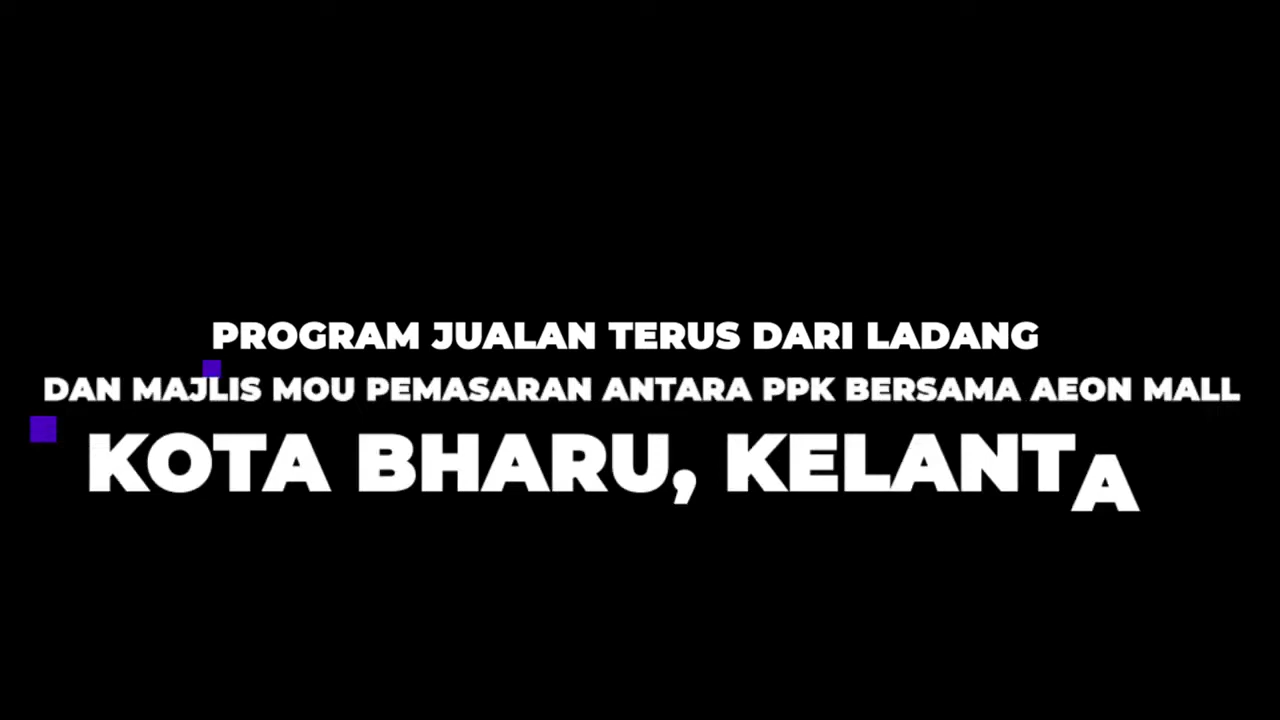 PROGRAM JUALAN TERUS DARI LADANG
DAN MAJLIS MOU PEMASARAN ANTARA PPK BERSAMA AEON MALL
KOTA BHARU, KELANTA